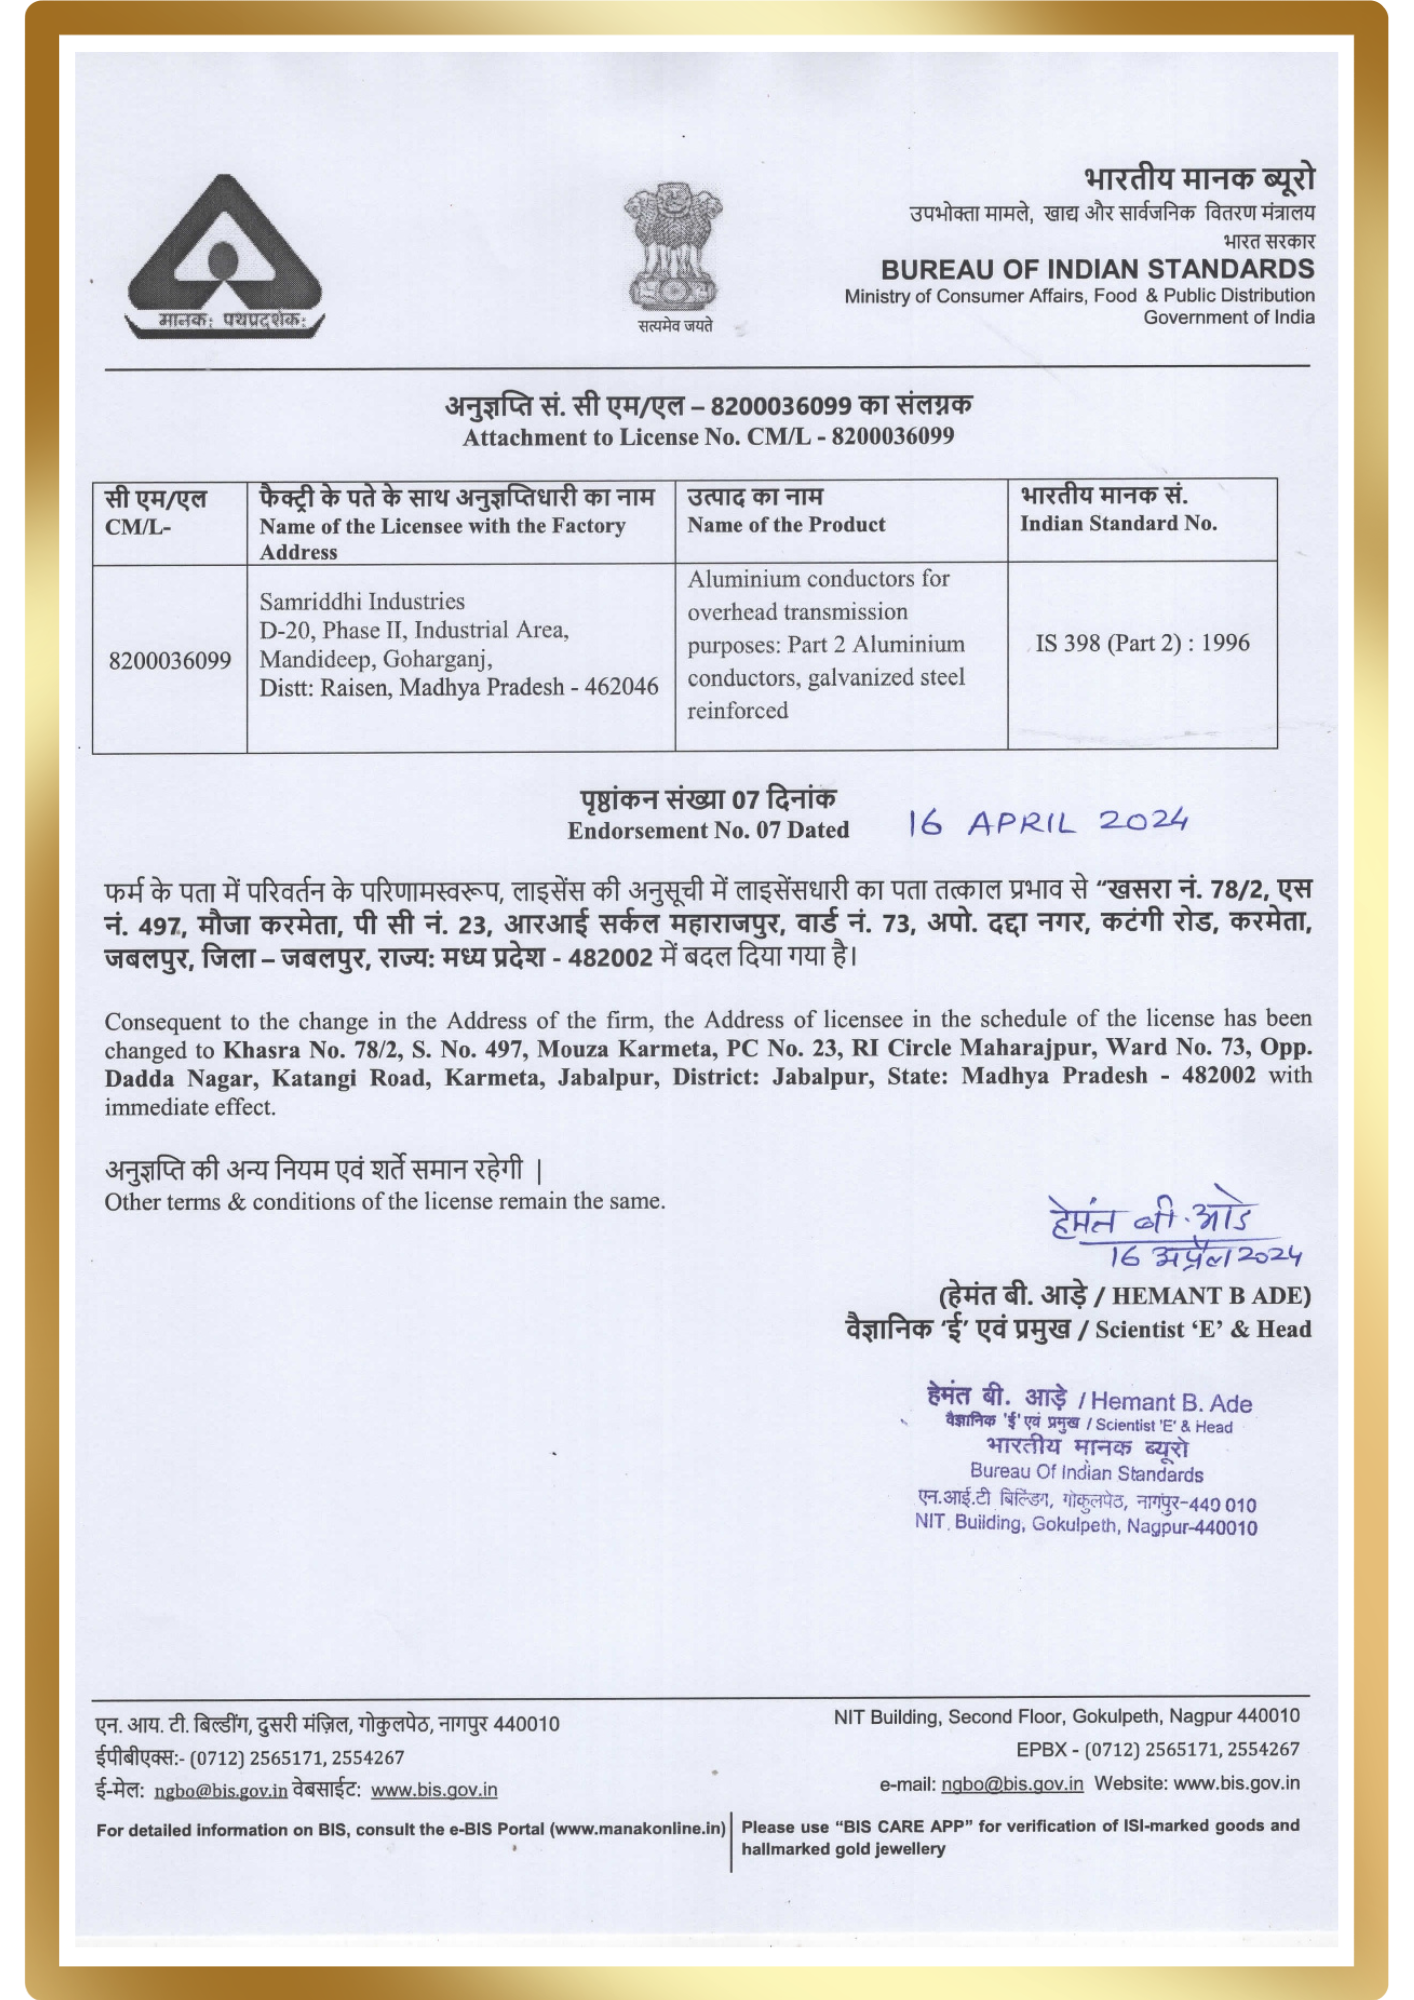 मानकः पथप्रदर्शकः
सत्यमेव जयते
भारतीय मानक ब्यूरो
उपभोक्ता मामले, खाद्य और सार्वजनिक वितरण मंत्रालय
भारत सरकार
BUREAU OF INDIAN STANDARDS
Ministry of Consumer Affairs, Food & Public Distribution
Government of India
अनुज्ञप्ति सं. सी एम/एल – 8200036099 का संलग्नक
Attachment to License No. CM/L - 8200036099
सी एम/एल
CM/L-
फैक्ट्री के पते के साथ अनुज्ञप्तिधारी का नाम
Name of the Licensee with the Factory
Address
उत्पाद का नाम
Name of the Product
भारतीय मानक सं.
Indian Standard No.
8200036099
Samriddhi Industries
D-20, Phase II, Industrial Area,
Mandideep, Goharganj,
Distt: Raisen, Madhya Pradesh - 462046
Aluminium conductors for
overhead transmission
purposes: Part 2 Aluminium
conductors, galvanized steel
reinforced
IS 398 (Part 2) : 1996
पृष्ठांकन संख्या 07 दिनांक
Endorsement No. 07 Dated 16 APRIL 2024
फर्म के पता में परिवर्तन के परिणामस्वरूप, लाइसेंस की अनुसूची में लाइसेंसधारी का पता तत्काल प्रभाव से “खसरा नं. 78/2, एस
नं. 497, मौजा करमेता, पी सी नं. 23, आरआई सर्कल महाराजपुर, वार्ड नं. 73, अपो. दद्दा नगर, कटंगी रोड, करमेता,
जबलपुर, जिला – जबलपुर, राज्य: मध्य प्रदेश - 482002 में बदल दिया गया है।
Consequent to the change in the Address of the firm, the Address of licensee in the schedule of the license has been
changed to Khasra No. 78/2, S. No. 497, Mouza Karmeta, PC No. 23, RI Circle Maharajpur, Ward No. 73, Opp.
Dadda Nagar, Katangi Road, Karmeta, Jabalpur, District: Jabalpur, State: Madhya Pradesh - 482002 with
immediate effect.
अनुज्ञप्ति की अन्य नियम एवं शर्ते समान रहेगी |
Other terms & conditions of the license remain the same.
हेमंत बी. आडे
16 अप्रैल 2024
(हेमंत बी. आड़े / HEMANT B ADE)
वैज्ञानिक ‘ई’ एवं प्रमुख / Scientist ‘E’ & Head
हेमंत बी. आड़े / Hemant B. Ade
वैज्ञानिक 'ई' एवं प्रमुख / Scientist 'E' & Head
भारतीय मानक ब्यूरो
Bureau Of Indian Standards
एन.आई.टी बिल्डिंग, गोकुलपेठ, नागपुर-440 010
NIT. Building, Gokulpeth, Nagpur-440010
एन. आय. टी. बिल्डींग, दुसरी मंज़िल, गोकुलपेठ, नागपुर 440010
ईपीबीएक्स:- (0712) 2565171, 2554267
ई-मेल: ngbo@bis.gov.in वेबसाईट: www.bis.gov.in
NIT Building, Second Floor, Gokulpeth, Nagpur 440010
EPBX - (0712) 2565171, 2554267
e-mail: ngbo@bis.gov.in Website: www.bis.gov.in
For detailed information on BIS, consult the e-BIS Portal (www.manakonline.in)
Please use “BIS CARE APP” for verification of ISI-marked goods and
hallmarked gold jewellery